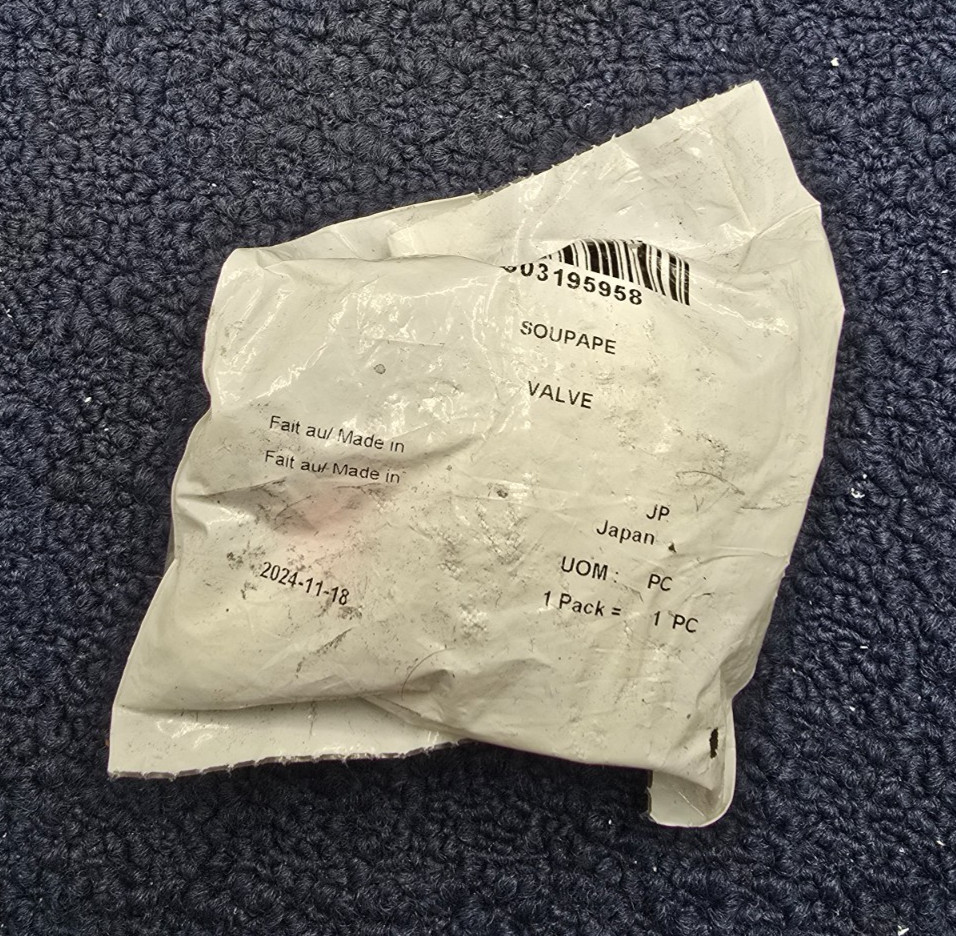 03195958
SOUPAPE
VALVE
Fait au/ Made in
Fait au/ Made in
JP
Japan
2024-11-18
UOM : PC
1 Pack = 1 PC